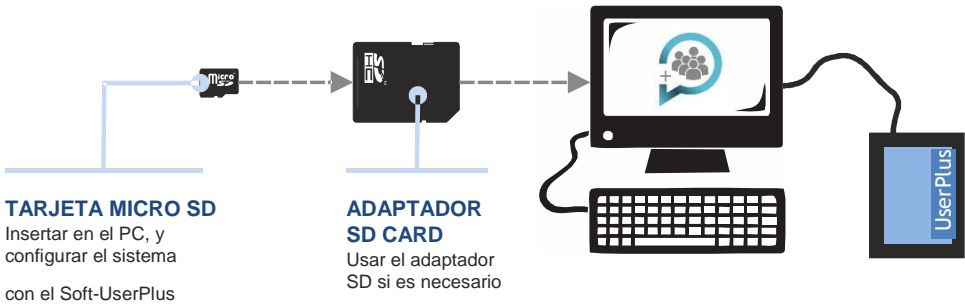 Micro
SD
SD
HC
UserPlus
TARJETA MICRO SD
Insertar en el PC, y
configurar el sistema
con el Soft-UserPlus
ADAPTADOR
SD CARD
Usar el adaptador
SD si es necesario